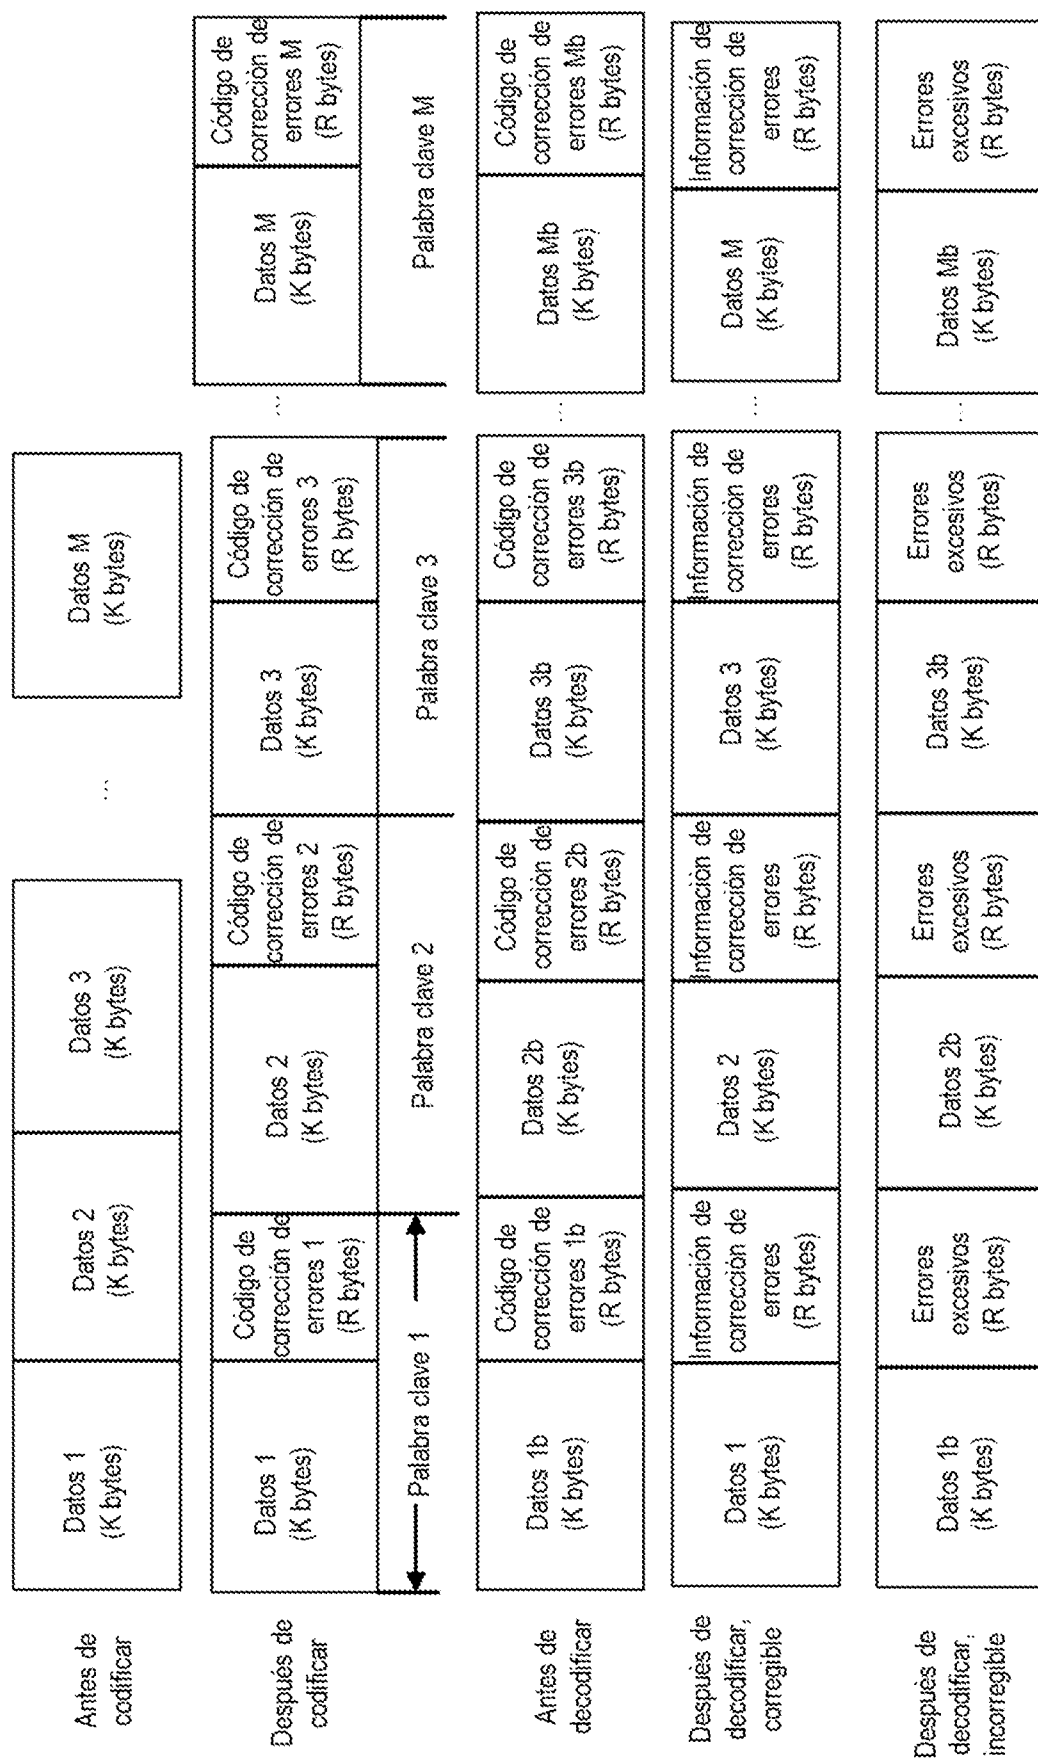 Antes de
codificar
Datos 1
(K bytes)
Datos 2
(K bytes)
Datos 3
(K bytes)
...
Datos M
(K bytes)
Después de
codificar
Datos 1
(K bytes)
Código de
corrección de
errores 1
(R bytes)
Datos 2
(K bytes)
Código de
corrección de
errores 2
(R bytes)
Datos 3
(K bytes)
Código de
corrección de
errores 3
(R bytes)
...
Datos M
(K bytes)
Código de
corrección de
errores M
(R bytes)
Palabra clave 1
Palabra clave 2
Palabra clave 3
Palabra clave M
Antes de
decodificar
Datos 1b
(K bytes)
Código de
corrección de
errores 1b
(R bytes)
Datos 2b
(K bytes)
Código de
corrección de
errores 2b
(R bytes)
Datos 3b
(K bytes)
Código de
corrección de
errores 3b
(R bytes)
...
Datos Mb
(K bytes)
Código de
corrección de
errores Mb
(R bytes)
Después de
decodificar,
corregible
Datos 1
(K bytes)
Información de
corrección de
errores
(R bytes)
Datos 2
(K bytes)
Información de
corrección de
errores
(R bytes)
Datos 3
(K bytes)
Información de
corrección de
errores
(R bytes)
...
Datos M
(K bytes)
Información de
corrección de
errores
(R bytes)
Después de
decodificar,
incorregible
Datos 1b
(K bytes)
Errores
excesivos
(R bytes)
Datos 2b
(K bytes)
Errores
excesivos
(R bytes)
Datos 3b
(K bytes)
Errores
excesivos
(R bytes)
...
Datos Mb
(K bytes)
Errores
excesivos
(R bytes)